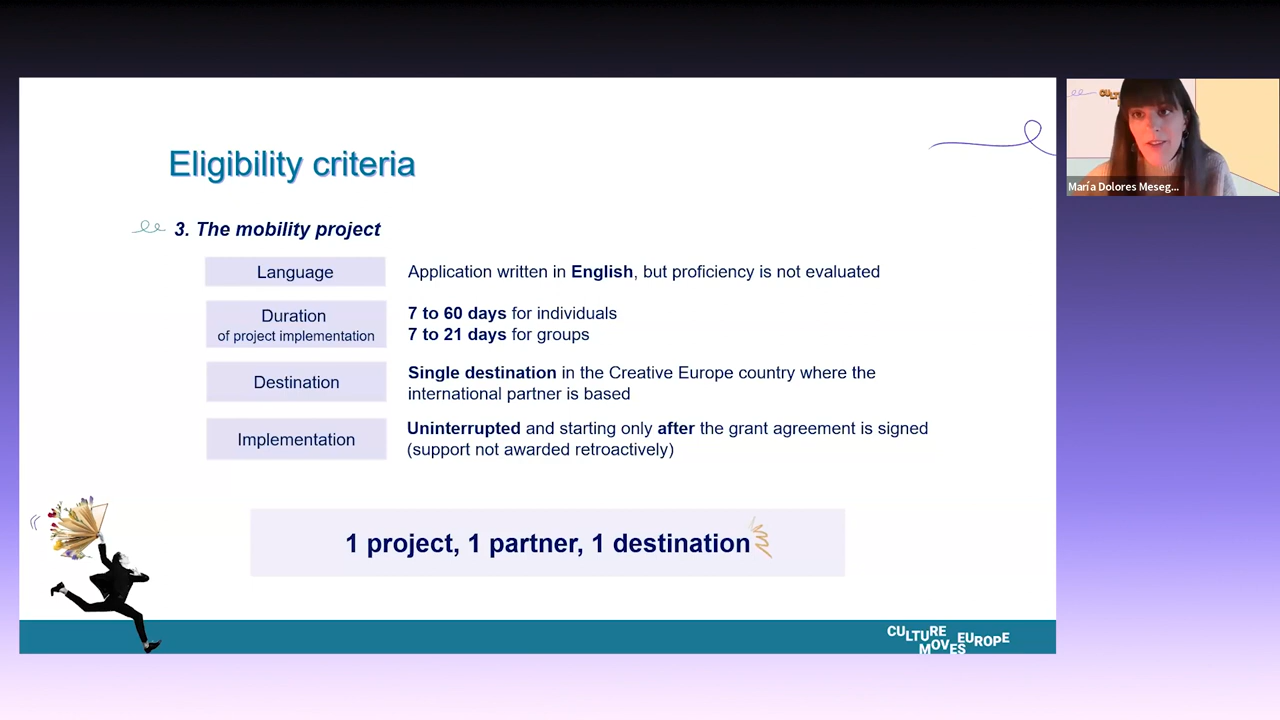 Eligibility criteria
3. The mobility project
Language
Application written in English, but proficiency is not evaluated
Duration
of project implementation
7 to 60 days for individuals
7 to 21 days for groups
Destination
Single destination in the Creative Europe country where the
international partner is based
Implementation
Uninterrupted and starting only after the grant agreement is signed
(support not awarded retroactively)
1 project, 1 partner, 1 destination
CULTURE
MOVES EUROPE
María Dolores Meseg...